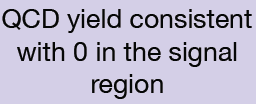 QCD yield consistent
with 0 in the signal
region